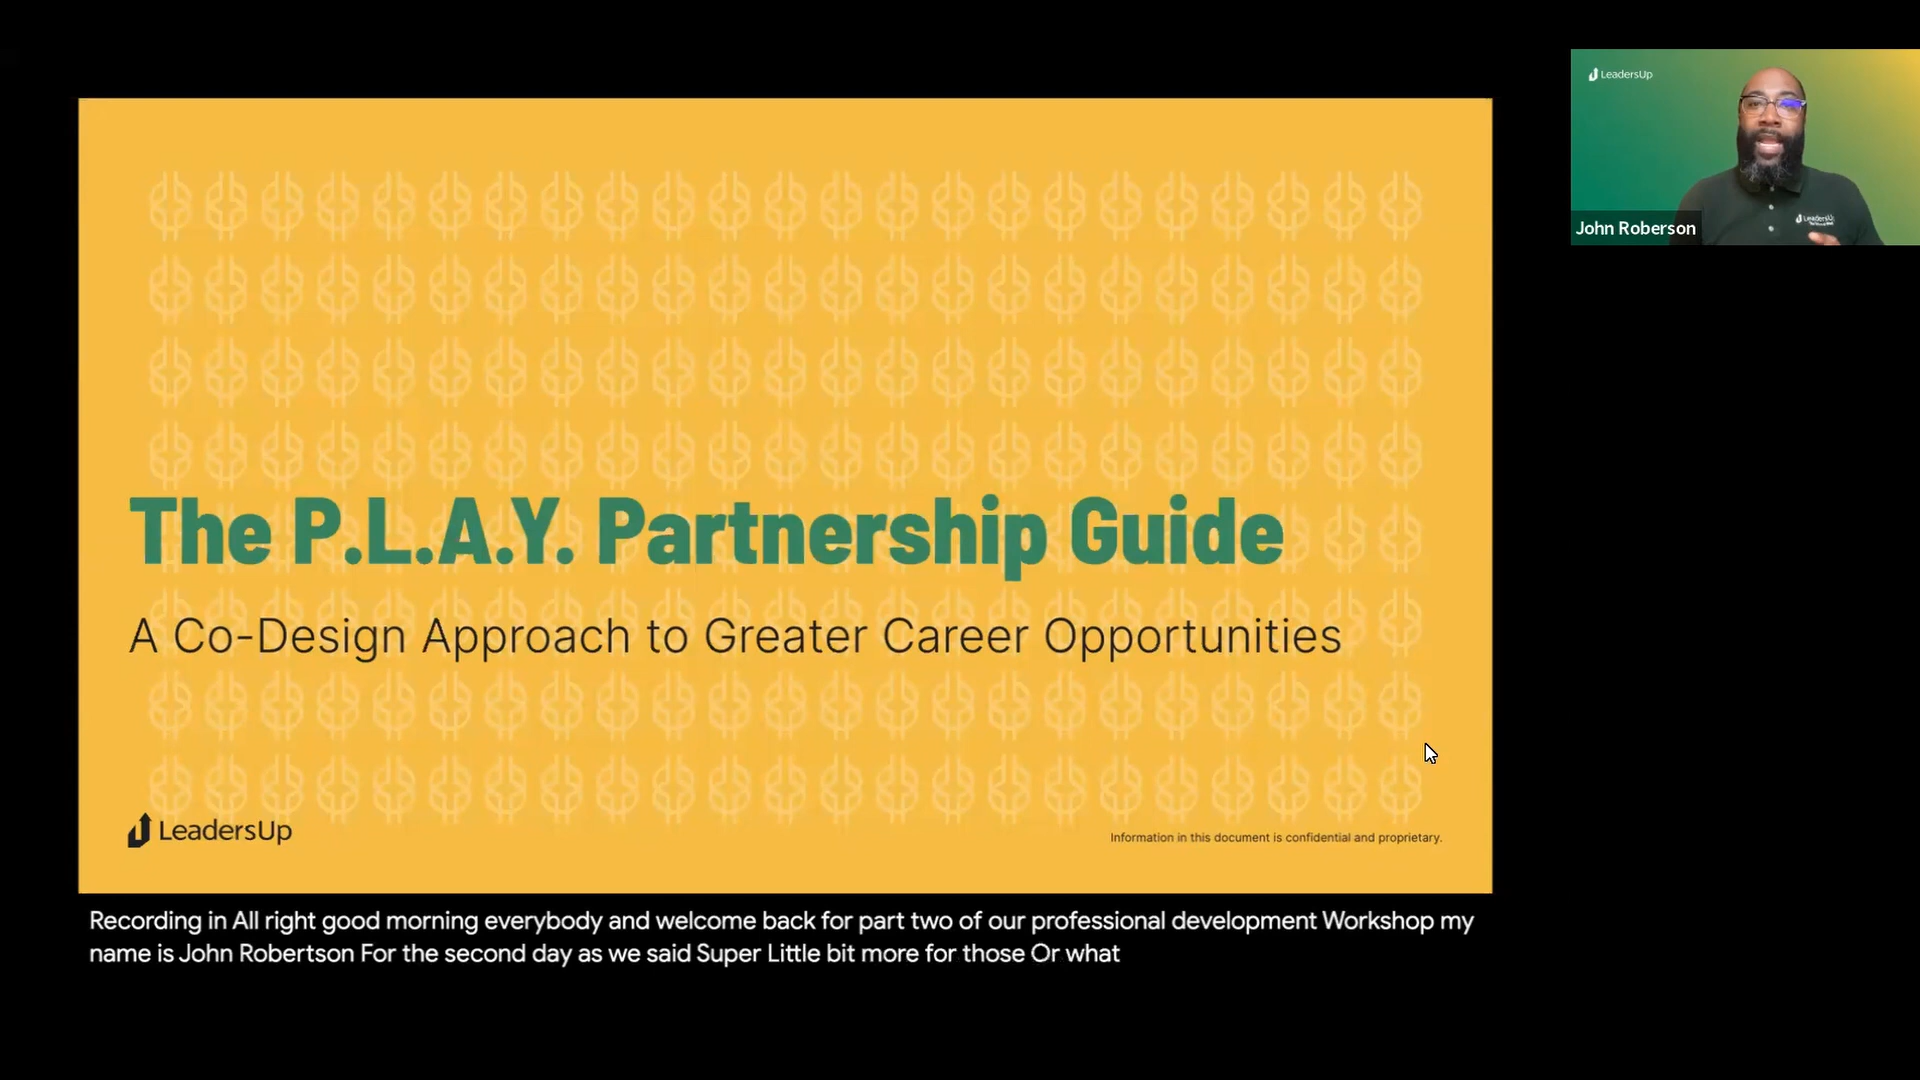 LeadersUp
John Roberson
LeadersUp
The P.L.A.Y. Partnership Guide
A Co-Design Approach to Greater Career Opportunities
LeadersUp
Information in this document is confidential and proprietary.
Recording in All right good morning everybody and welcome back for part two of our professional development Workshop my
name is John Robertson For the second day as we said Super Little bit more for those Or what